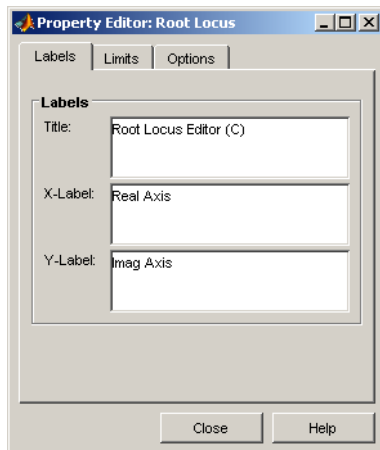 Property Editor: Root Locus
Labels Limits Options
Labels
Title: Root Locus Editor (C)
X-Label: Real Axis
Y-Label: Imag Axis
Close Help